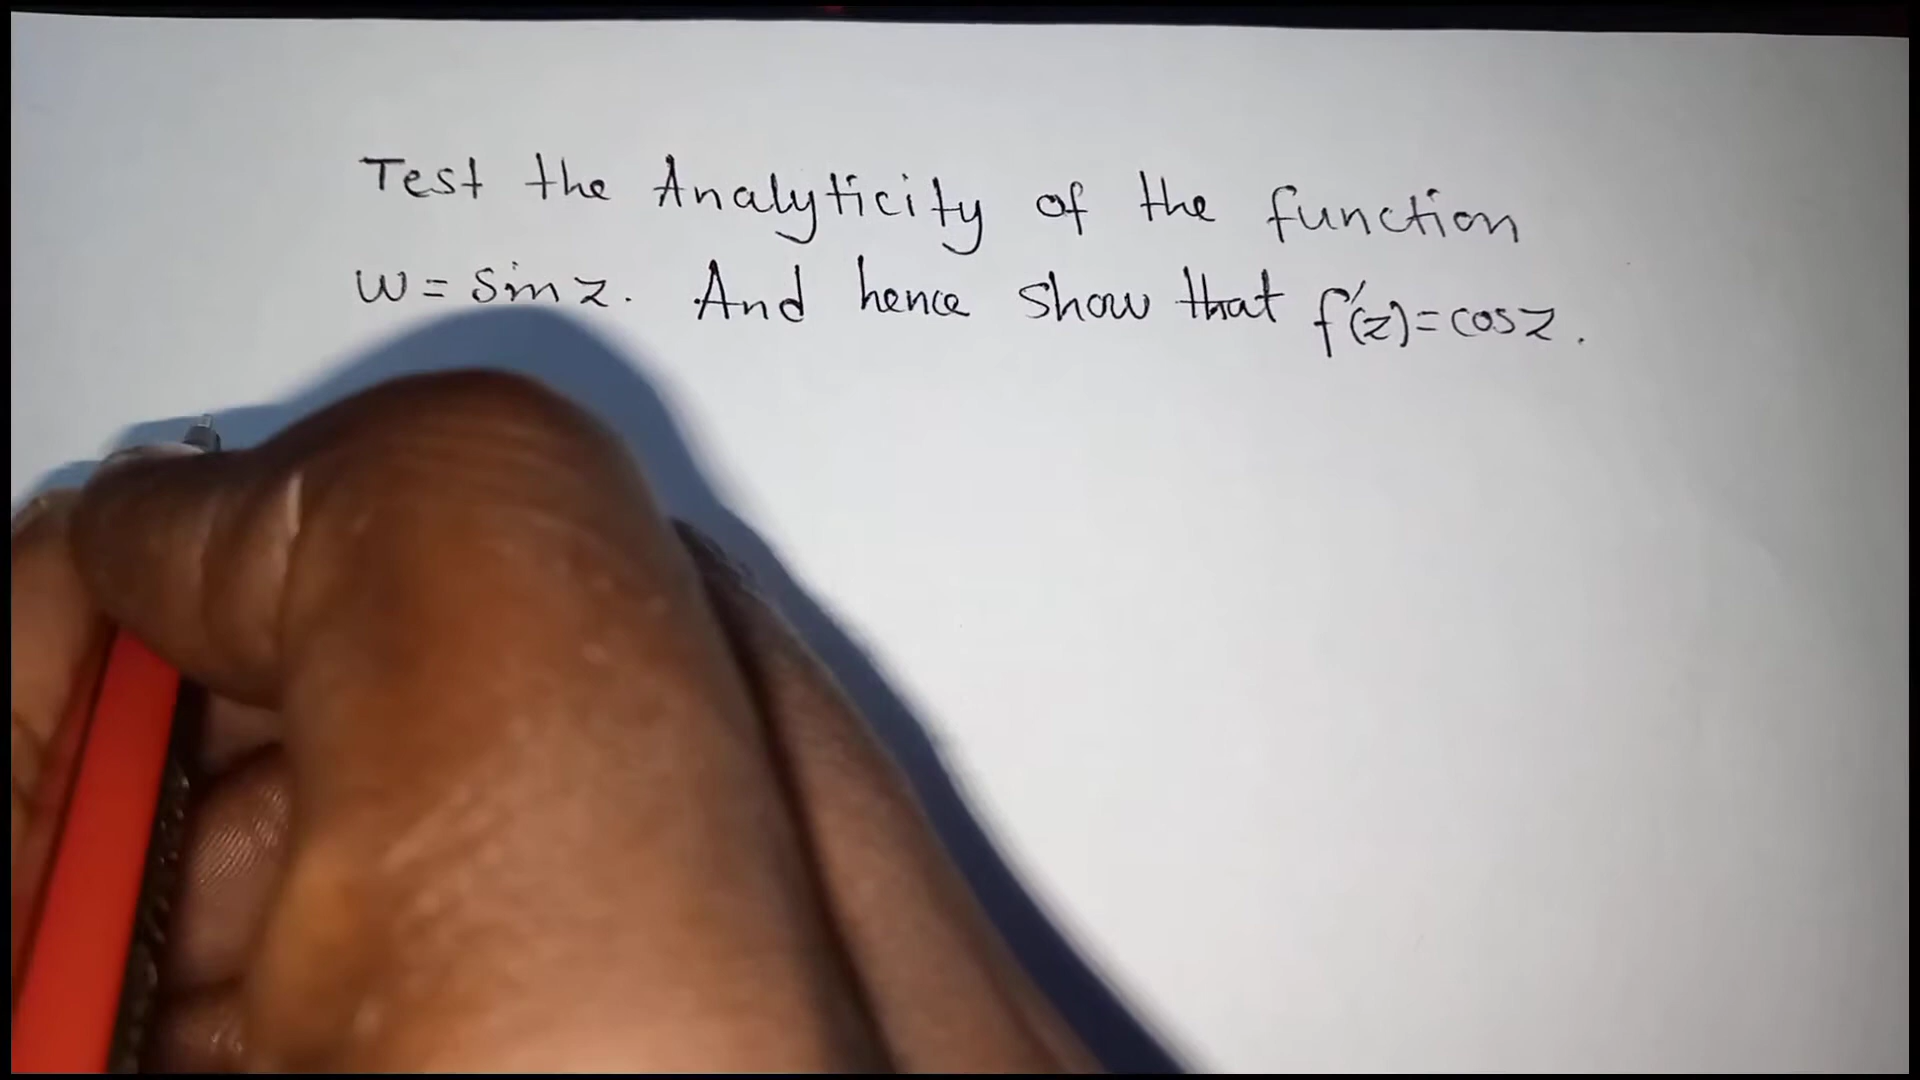 Test the Analyticity of the function
w = sin z. And hence show that f'(z) = cos z.